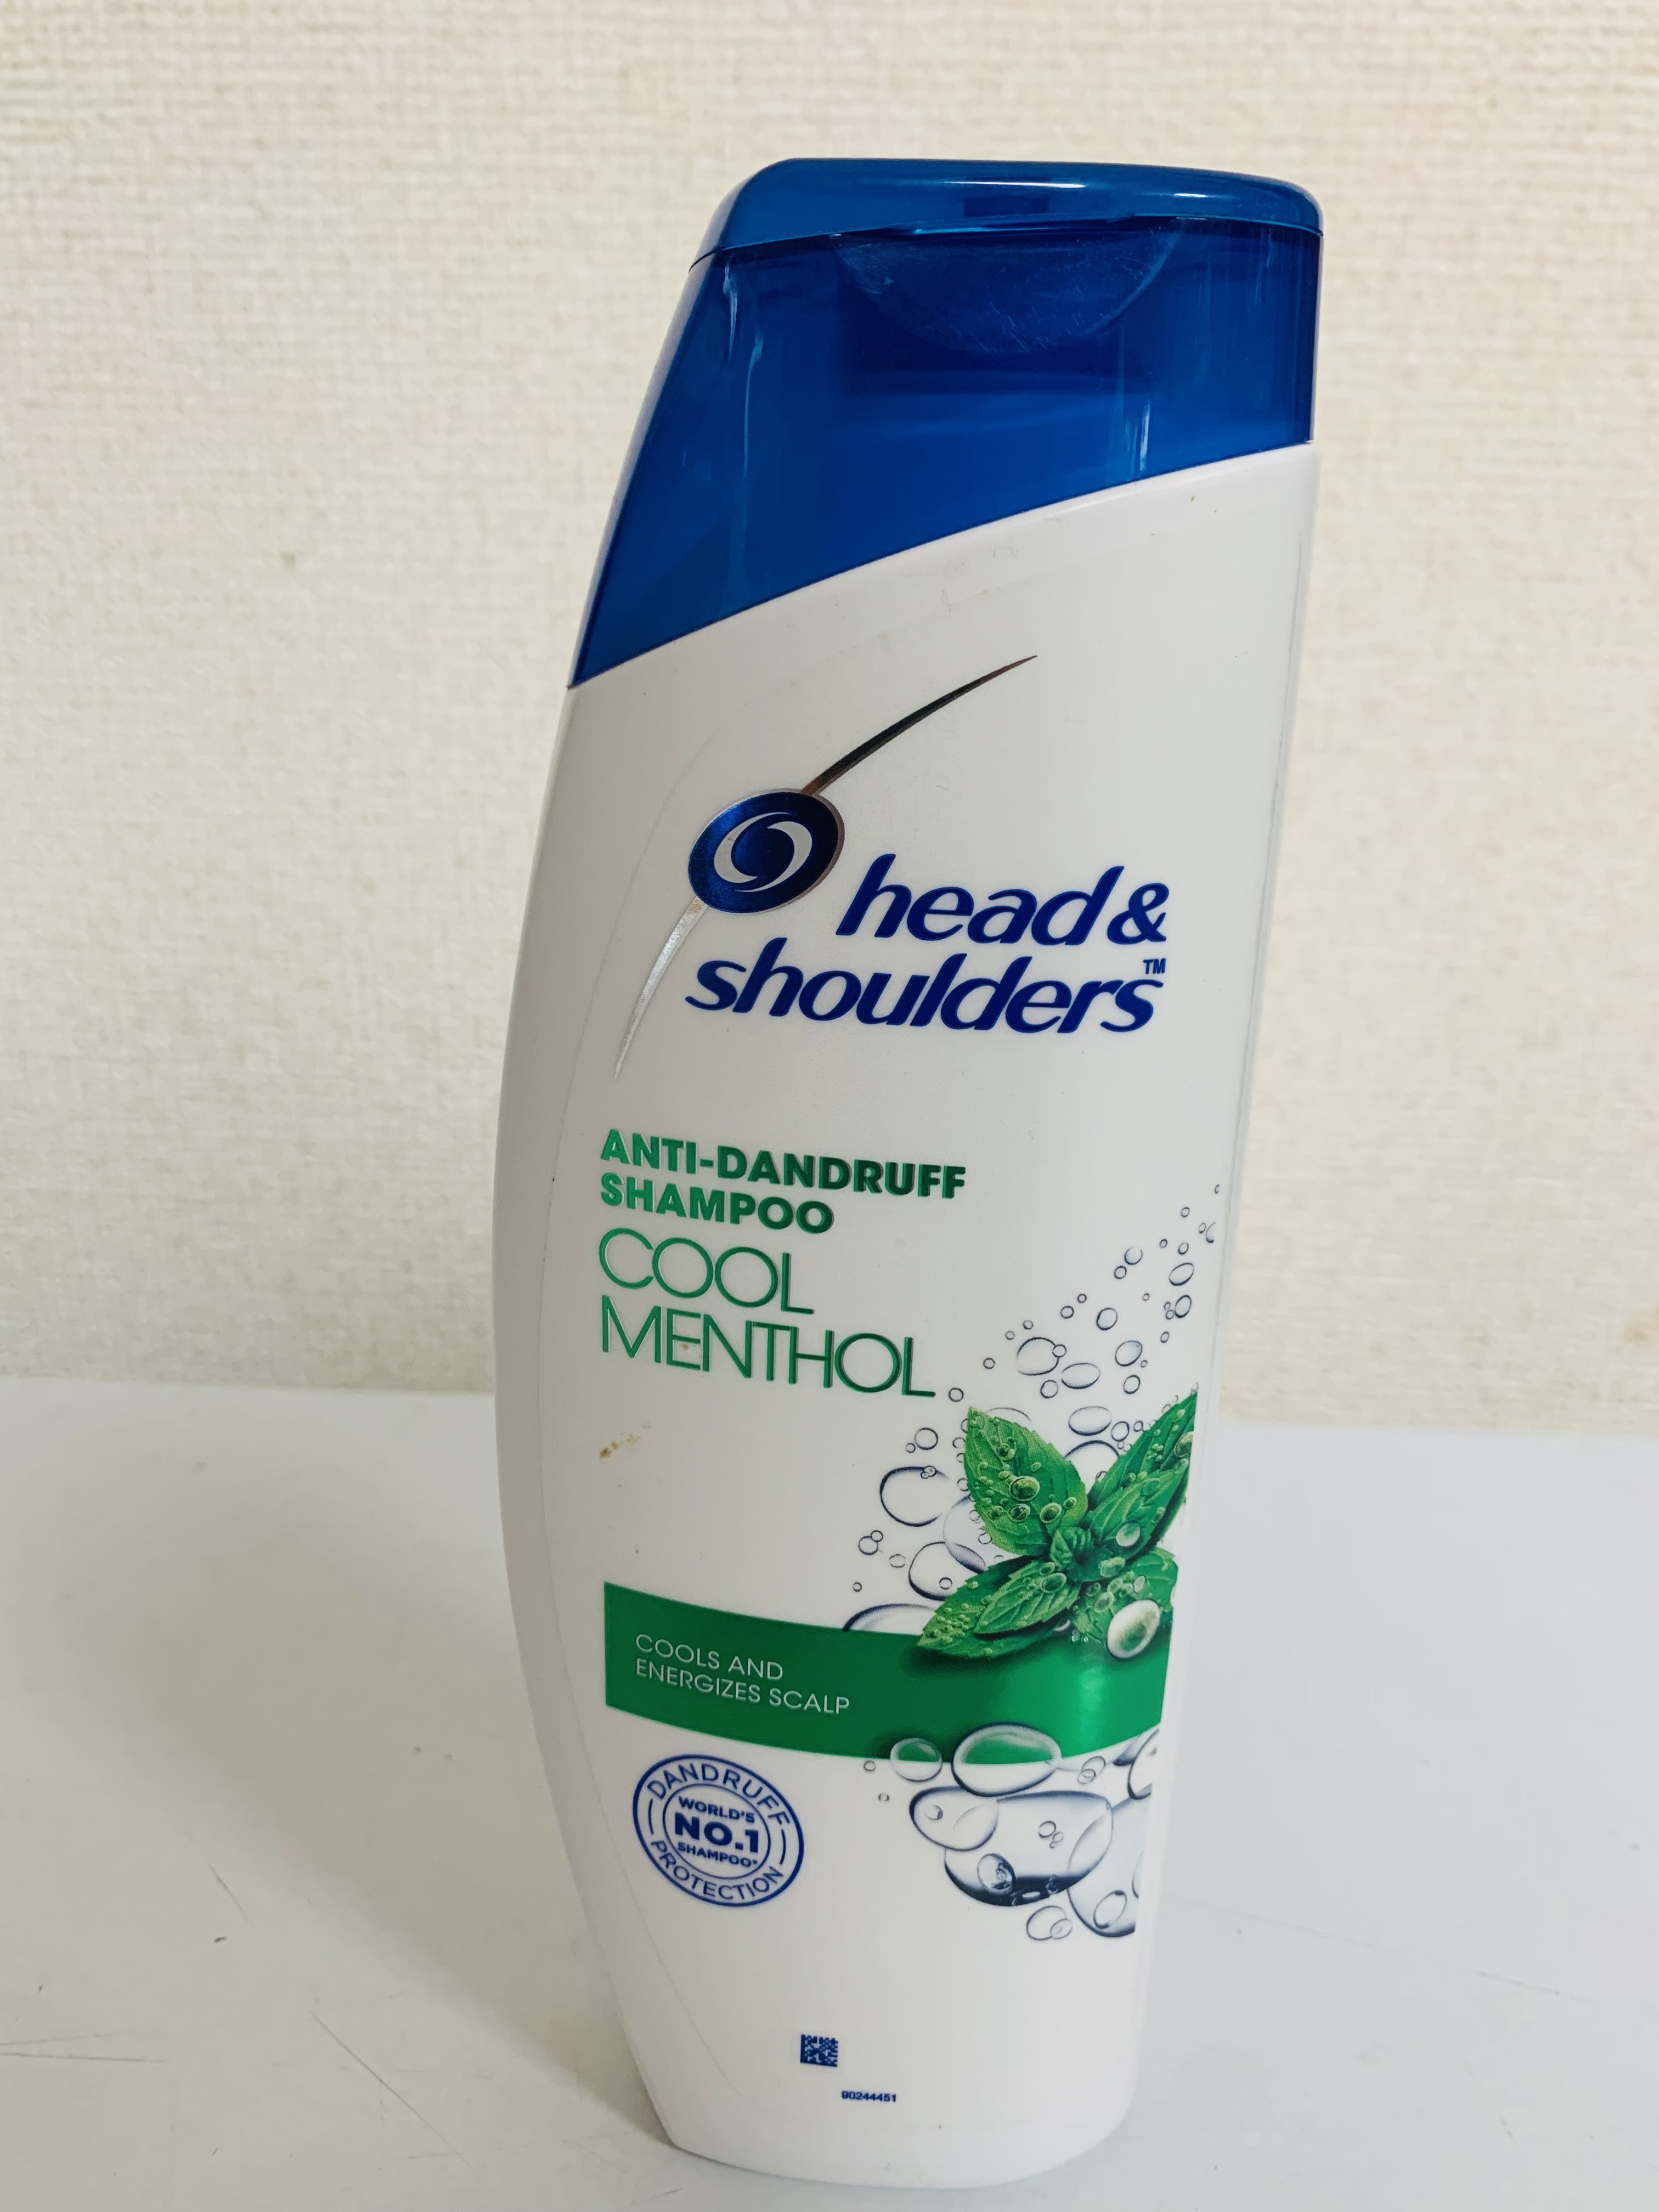 head &
shoulders™
ANTI-DANDRUFF
SHAMPOO
COOL
MENTHOL
COOLS AND
ENERGIZES SCALP
DANDRUFF
WORLD'S
NO.1
SHAMPOO*
PROTECTION
90244451